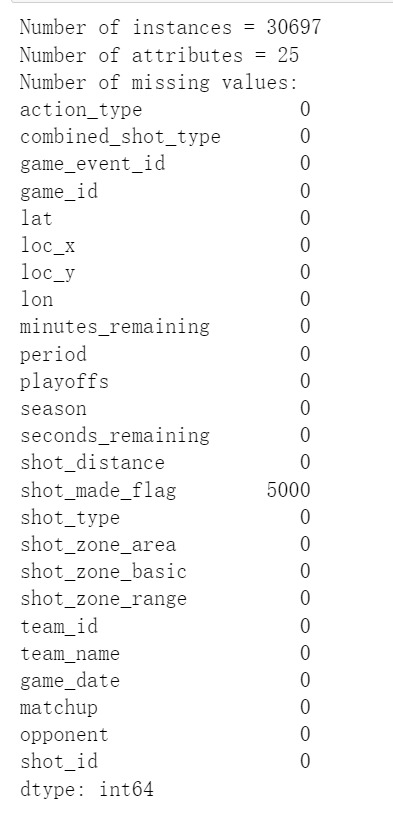 Number of instances = 30697
Number of attributes = 25
Number of missing values:
action_type 0
combined_shot_type 0
game_event_id 0
game_id 0
lat 0
loc_x 0
loc_y 0
lon 0
minutes_remaining 0
period 0
playoffs 0
season 0
seconds_remaining 0
shot_distance 0
shot_made_flag 5000
shot_type 0
shot_zone_area 0
shot_zone_basic 0
shot_zone_range 0
team_id 0
team_name 0
game_date 0
matchup 0
opponent 0
shot_id 0
dtype: int64